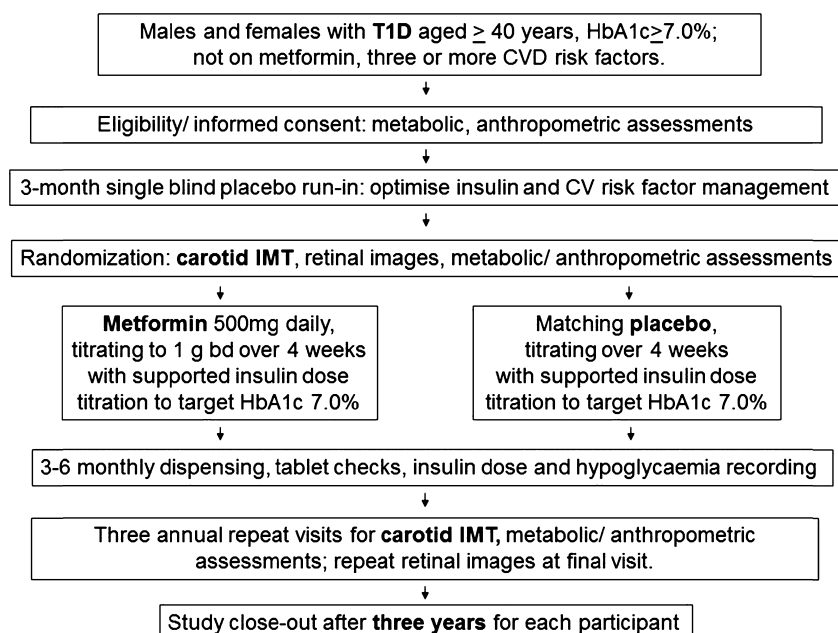 Males and females with T1D aged ≥ 40 years, HbA1c≥7.0%;
not on metformin, three or more CVD risk factors.
Eligibility/ informed consent: metabolic, anthropometric assessments
3-month single blind placebo run-in: optimise insulin and CV risk factor management
Randomization: carotid IMT, retinal images, metabolic/ anthropometric assessments
Metformin 500mg daily,
titrating to 1 g bd over 4 weeks
with supported insulin dose
titration to target HbA1c 7.0%
Matching placebo,
titrating over 4 weeks
with supported insulin dose
titration to target HbA1c 7.0%
3-6 monthly dispensing, tablet checks, insulin dose and hypoglycaemia recording
Three annual repeat visits for carotid IMT, metabolic/ anthropometric
assessments; repeat retinal images at final visit.
Study close-out after three years for each participant